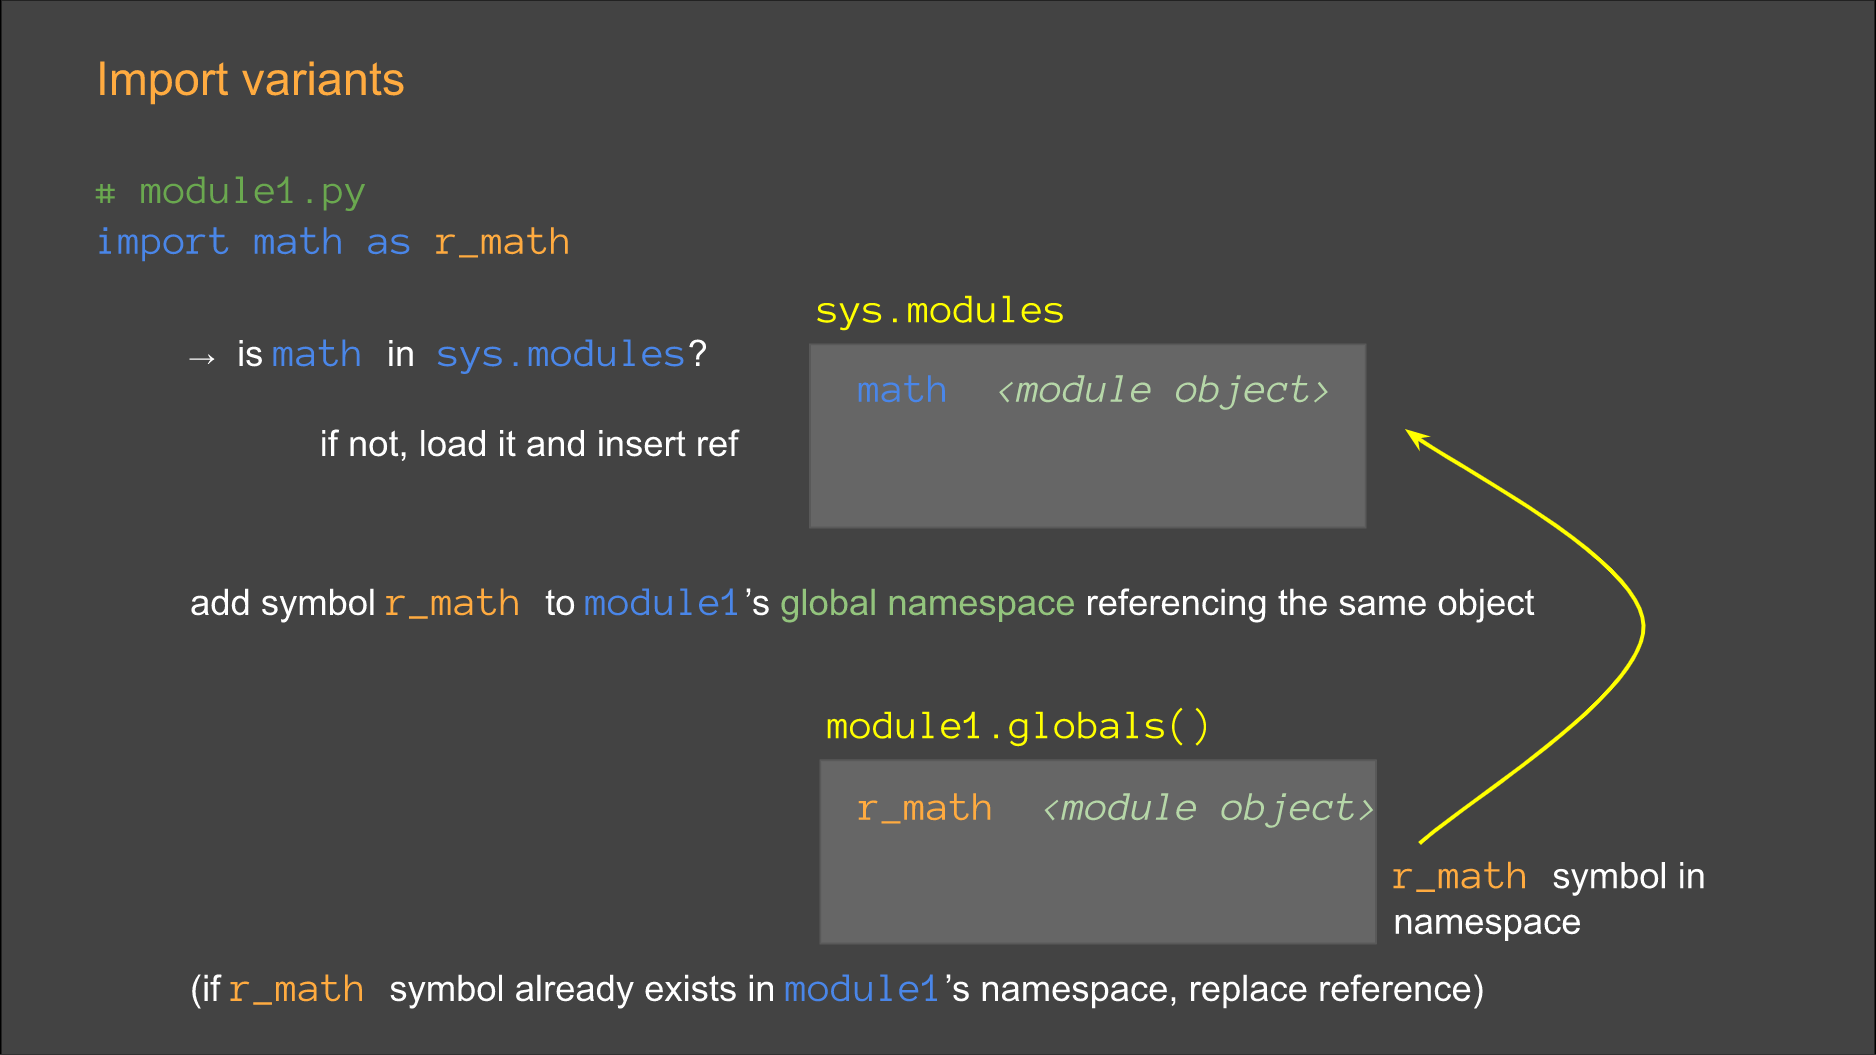 Import variants
# module1.py
import math as r_math
sys.modules
→ is math in sys.modules?
math <module object>
if not, load it and insert ref
add symbol r_math to module1’s global namespace referencing the same object
module1.globals()
r_math <module object>
r_math symbol in
namespace
(if r_math symbol already exists in module1’s namespace, replace reference)